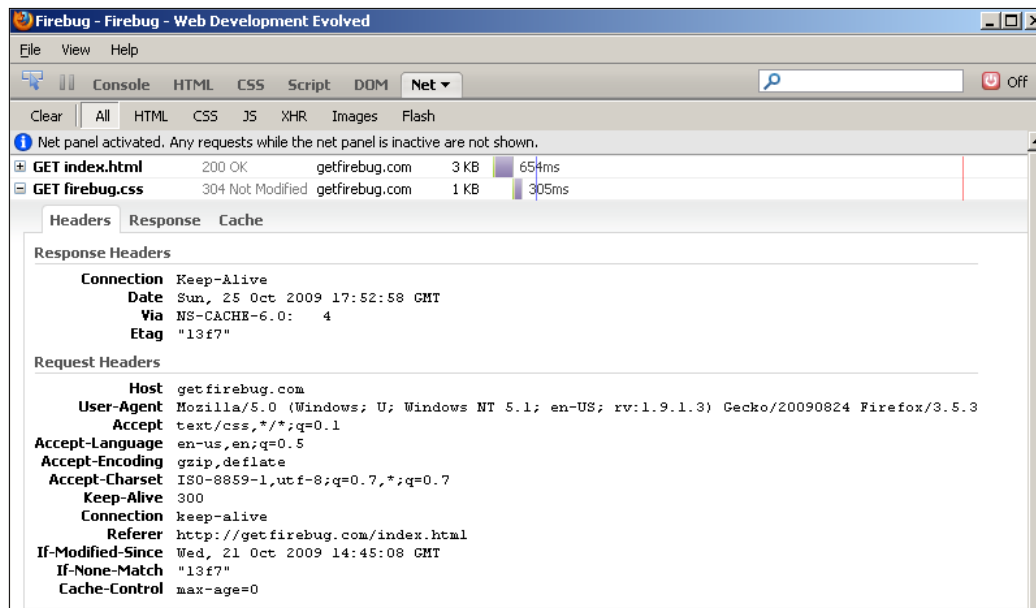 Firebug - Firebug - Web Development Evolved
File View Help
Console HTML CSS Script DOM Net Off
Clear All HTML CSS JS XHR Images Flash
Net panel activated. Any requests while the net panel is inactive are not shown.
GET index.html 200 OK getfirebug.com 3 KB 654ms
GET firebug.css 304 Not Modified getfirebug.com 1 KB 305ms
Headers Response Cache
Response Headers
Connection Keep-Alive
Date Sun, 25 Oct 2009 17:52:58 GMT
Via NS-CACHE-6.0: 4
Etag "13f7"
Request Headers
Host getfirebug.com
User-Agent Mozilla/5.0 (Windows; U; Windows NT 5.1; en-US; rv:1.9.1.3) Gecko/20090824 Firefox/3.5.3
Accept text/css,*/*;q=0.1
Accept-Language en-us,en;q=0.5
Accept-Encoding gzip,deflate
Accept-Charset ISO-8859-1,utf-8;q=0.7,*;q=0.7
Keep-Alive 300
Connection keep-alive
Referer http://getfirebug.com/index.html
If-Modified-Since Wed, 21 Oct 2009 14:45:08 GMT
If-None-Match "13f7"
Cache-Control max-age=0